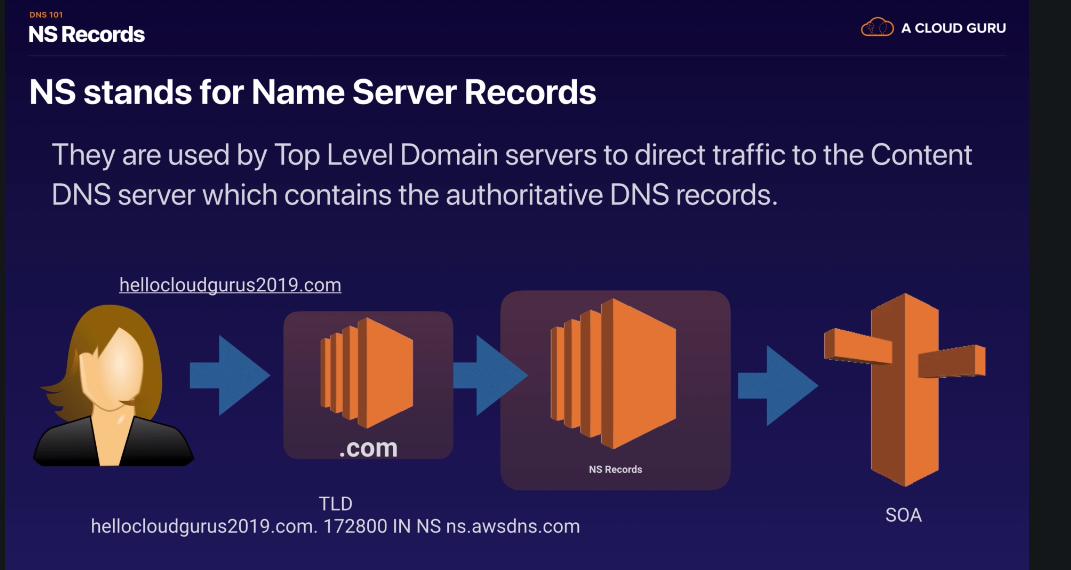 DNS 101
NS Records
A CLOUD GURU
NS stands for Name Server Records
They are used by Top Level Domain servers to direct traffic to the Content
DNS server which contains the authoritative DNS records.
hellocloudgurus2019.com
.com
NS Records
TLD
hellocloudgurus2019.com. 172800 IN NS ns.awsdns.com
SOA